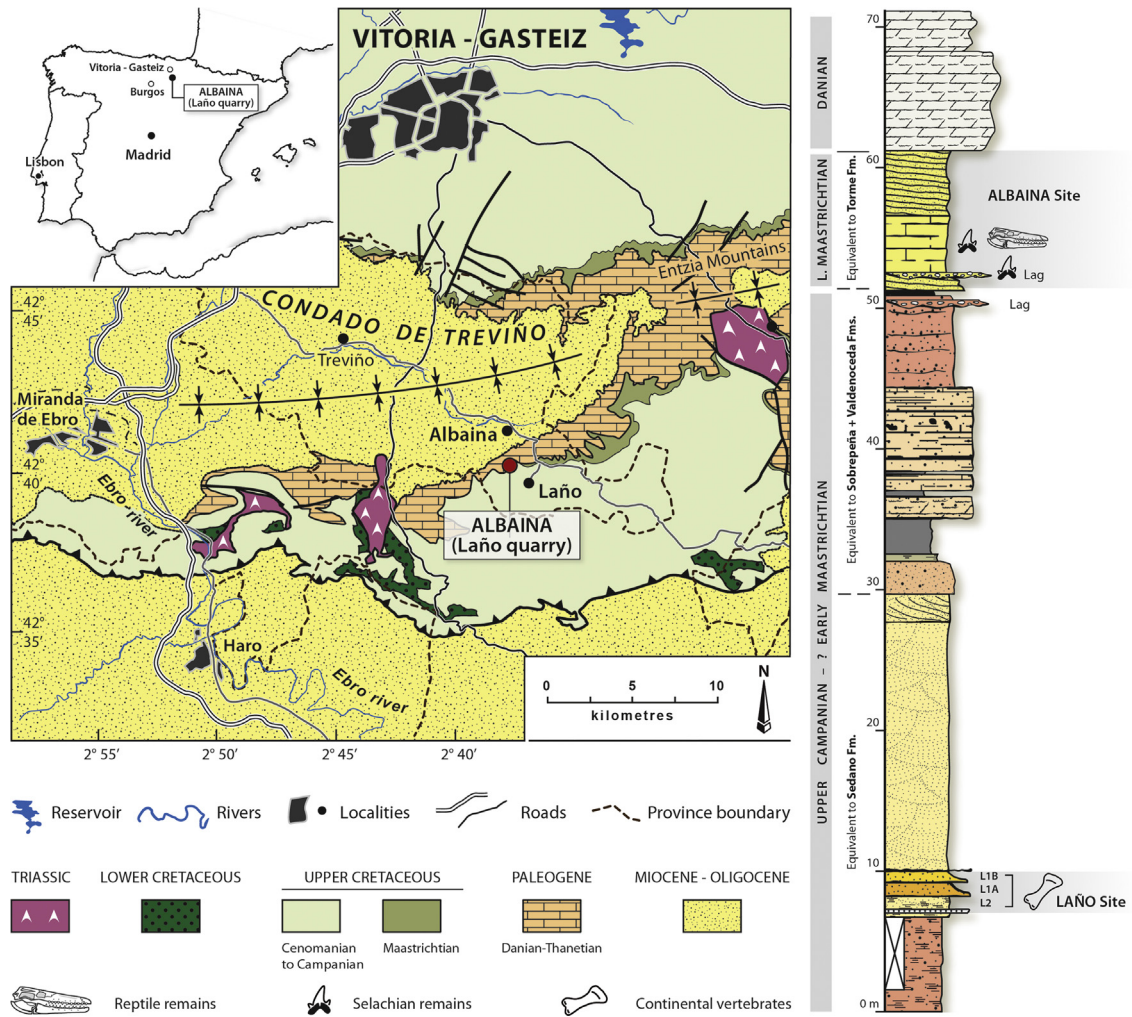 Vitoria - Gasteiz
Burgos
ALBAINA
(Laño quarry)
Madrid
Lisbon
VITORIA - GASTEIZ
Entzia Mountains
CONDADO DE TREVIÑO
Treviño
Miranda
de Ebro
Albaina
Laño
ALBAINA
(Laño quarry)
Ebro river
Haro
Ebro river
42°
45'
42°
40'
42°
35'
2° 55'
2° 50'
2° 45'
2° 40'
N
0
5
10
kilometres
Reservoir
Rivers
Localities
Roads
Province boundary
TRIASSIC
LOWER CRETACEOUS
UPPER CRETACEOUS
PALEOGENE
MIOCENE - OLIGOCENE
Cenomanian
to Campanian
Maastrichtian
Danian-Thanetian
Reptile remains
Selachian remains
Continental vertebrates
DANIAN
L. MAASTRICHTIAN
UPPER CAMPANIAN - ? EARLY MAASTRICHTIAN
Equivalent to Torme Fm.
Equivalent to Sobrepeña + Valdenoceda Fms.
Equivalent to Sedano Fm.
70
60
50
40
30
20
10
0 m
ALBAINA Site
Lag
Lag
L1B
L1A
L2
LAÑO Site